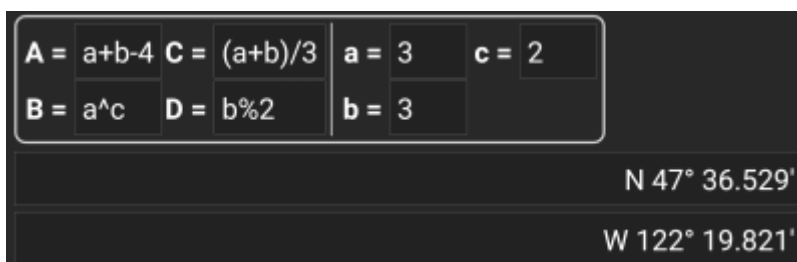 A = a+b-4 C = (a+b)/3 a = 3 c = 2
B = a^c D = b%2 b = 3
N 47° 36.529'
W 122° 19.821'